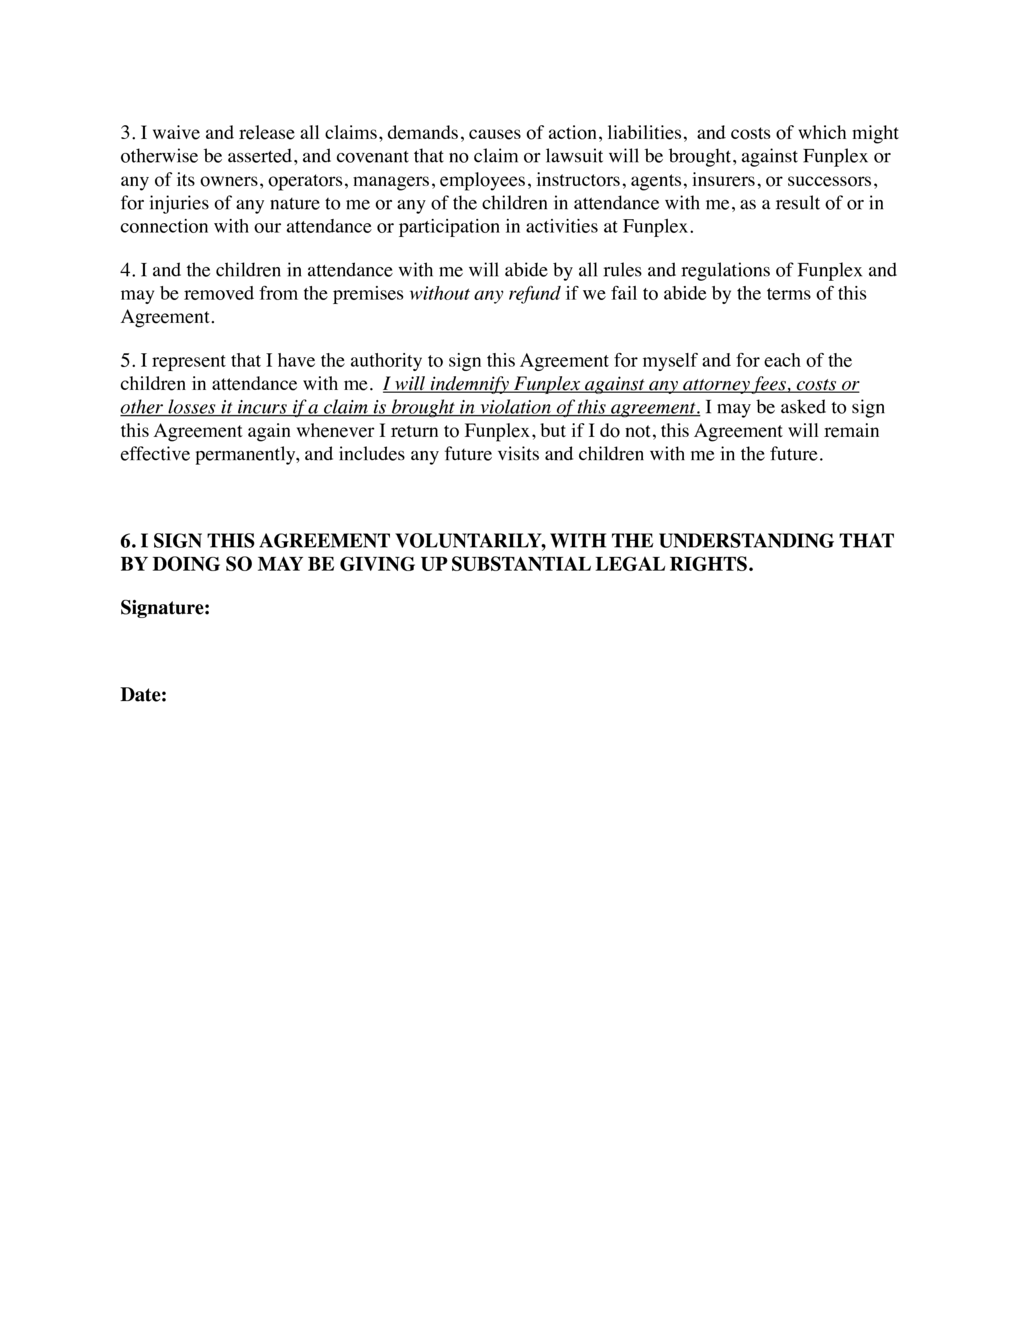 3. I waive and release all claims, demands, causes of action, liabilities,  and costs of which might
otherwise be asserted, and covenant that no claim or lawsuit will be brought, against Funplex or
any of its owners, operators, managers, employees, instructors, agents, insurers, or successors,
for injuries of any nature to me or any of the children in attendance with me, as a result of or in
connection with our attendance or participation in activities at Funplex.
4. I and the children in attendance with me will abide by all rules and regulations of Funplex and
may be removed from the premises without any refund if we fail to abide by the terms of this
Agreement.
5. I represent that I have the authority to sign this Agreement for myself and for each of the
children in attendance with me.  I will indemnify Funplex against any attorney fees, costs or
other losses it incurs if a claim is brought in violation of this agreement. I may be asked to sign
this Agreement again whenever I return to Funplex, but if I do not, this Agreement will remain
effective permanently, and includes any future visits and children with me in the future.
6. I SIGN THIS AGREEMENT VOLUNTARILY, WITH THE UNDERSTANDING THAT
BY DOING SO MAY BE GIVING UP SUBSTANTIAL LEGAL RIGHTS.
Signature:
Date: